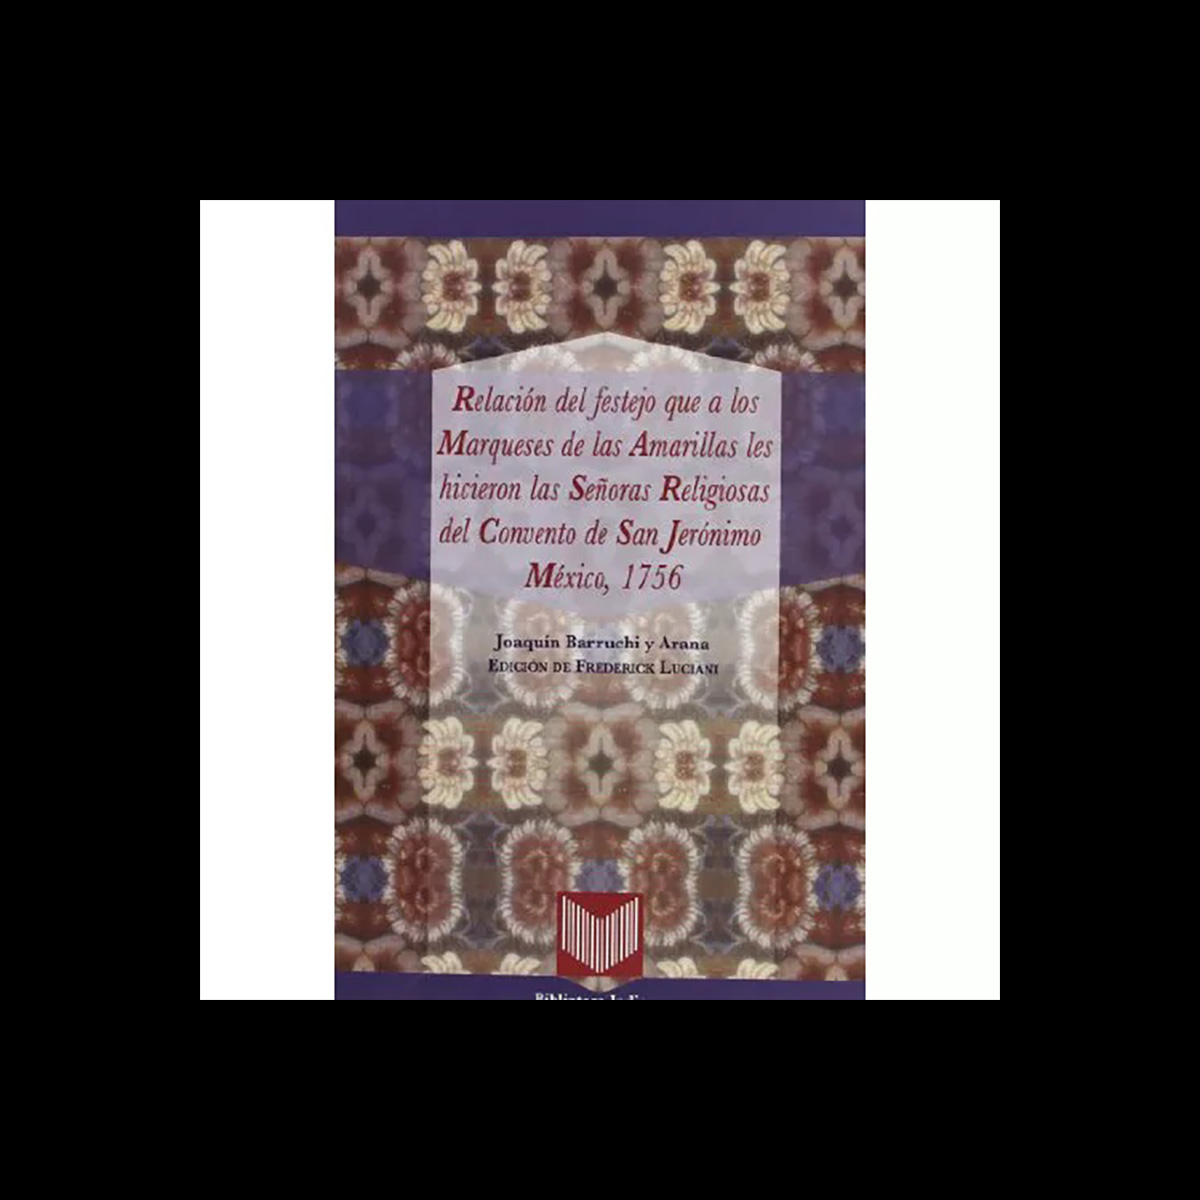 Relación del festejo que a los
Marqueses de las Amarillas les
hicieron las Señoras Religiosas
del Convento de San Jerónimo
México, 1756
Joaquín Barruchi y Arana
EDICIÓN DE FREDERICK LUCIANI